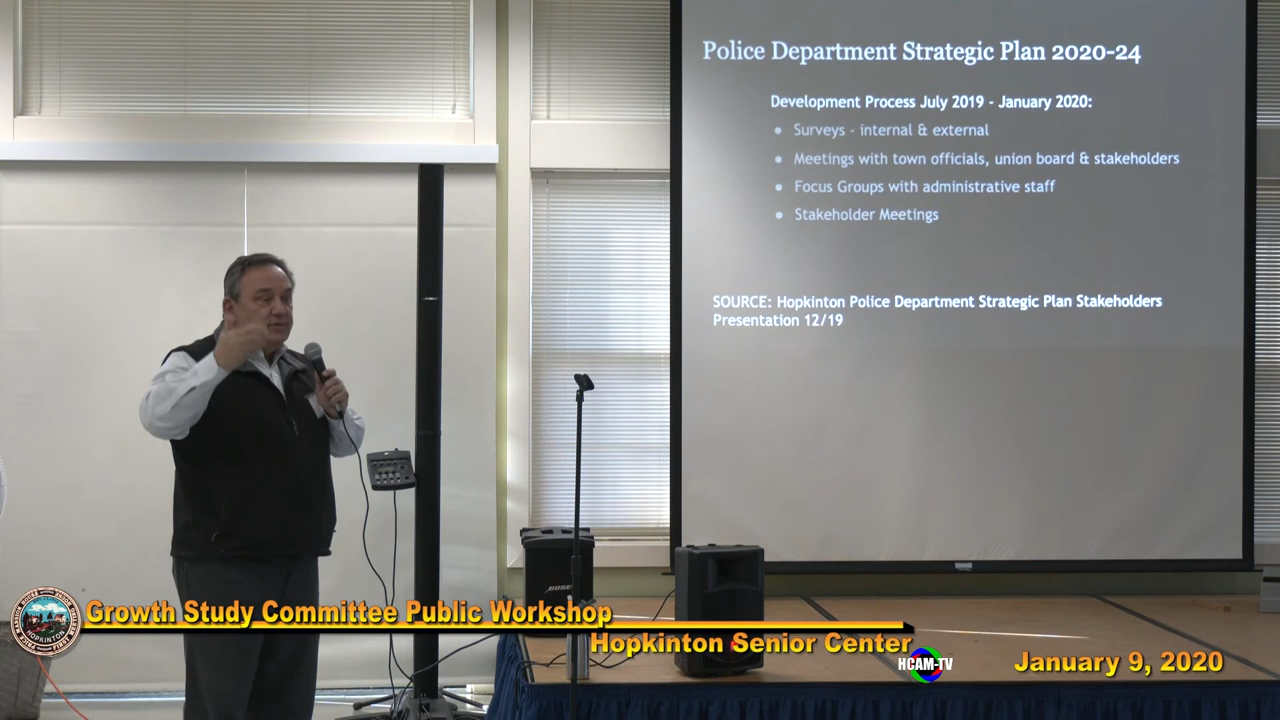 Police Department Strategic Plan 2020-24
Development Process July 2019 - January 2020:
● Surveys - internal & external
● Meetings with town officials, union board & stakeholders
● Focus Groups with administrative staff
● Stakeholder Meetings
SOURCE: Hopkinton Police Department Strategic Plan Stakeholders
Presentation 12/19
BOSE
Growth Study Committee Public Workshop
Hopkinton Senior Center
HCAM-TV
January 9, 2020
HOPKINTON